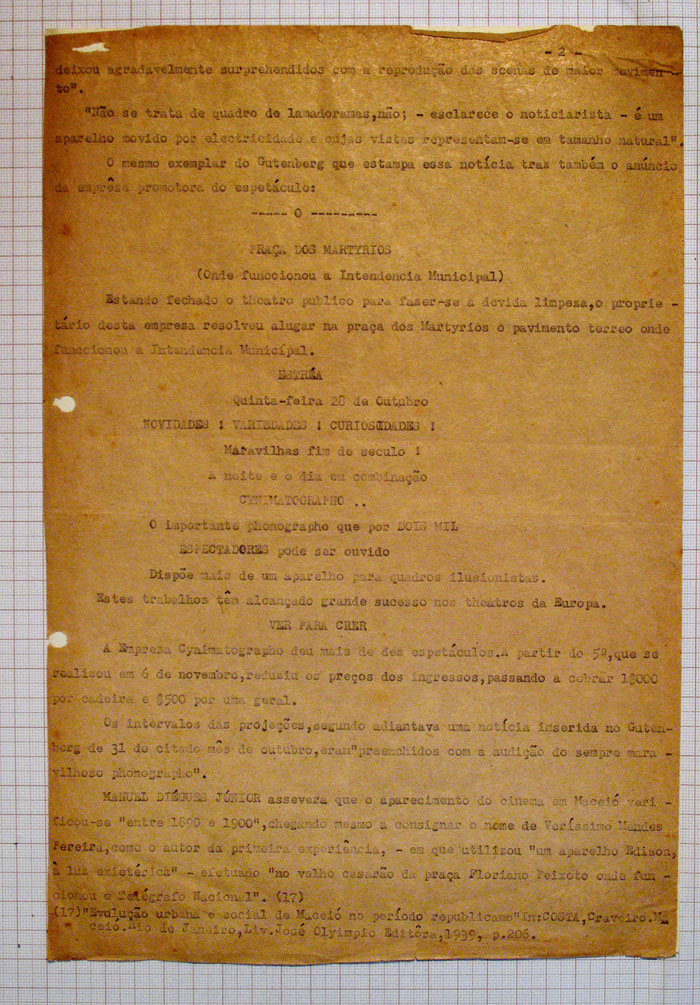 - 2 -
deixou agradavelmente surprehendidos com a reprodução das scenas de maior movimen -
to".
"Não se trata de quadro de lamadoramas,não; - esclarece o noticiarista - é um
aparelho movido por electricidade e cujas vistas representam-se em tamanho natural".
O mesmo exemplar do Gutenberg que estampa essa notícia traz também o anúncio
da emprêsa promotora do espetáculo:
----- 0 ---------
PRAÇA DOS MARTYRIOS
(Onde funccionou a Intendencia Municipal)
Estando fechado o theatro publico para faser-se a devida limpeza,o proprie -
tário desta empresa resolveu alugar na praça dos Martyrios o pavimento terreo onde
funccionou a Intendencia Municípal.
ESTRÉA
Quinta-feira 28 de Outubro
NOVIDADES ! VARIEDADES ! CURIOSIDADES !
Maravilhas fim de seculo !
A noite e o dia em combinação
CYNIMATOGRAPHO ..
O importante phonographo que por DOIS MIL
ESPECTADORES pode ser ouvido
Dispõe mais de um aparelho para quadros ilusionistas.
Estes trabalhos têm alcançado grande sucesso nos theatros da Europa.
VER PARA CRER
A Empresa Cynimatographo deu mais de dez espetáculos.A partir do 5º,que se
realizou em 6 de novembro,reduziu os preços dos ingressos,passando a cobrar 1$000
por cadeira e $500 por uma geral.
Os intervalos das projeções,segundo adiantava uma notícia inserida no Guten-
berg de 31 do citado mês de outubro,eram"preenchidos com a audição do sempre mara -
vilhoso phonographo".
MANUEL DIÉGUES JÚNIOR assevera que o aparecimento do cinema em Maceió veri -
ficou-se "entre 1890 e 1900",chegando mesmo a consignar o nome de Veríssimo Mendes
Pereira,como o autor da primeira experiência, - em que utilizou "um aparelho Edison,
à luz exietérica" - efetuando "no velho casarão da praça Floriano Peixoto onde fun -
cionou o Telégrafo Nacional". (17)
(17)"Evulução urbana e social de Maceió no período republicano"In:COSTA,Craveiro.Ma
ceió.Rio de Janeiro,Liv.José Olympio Editôra,1939, p.206.